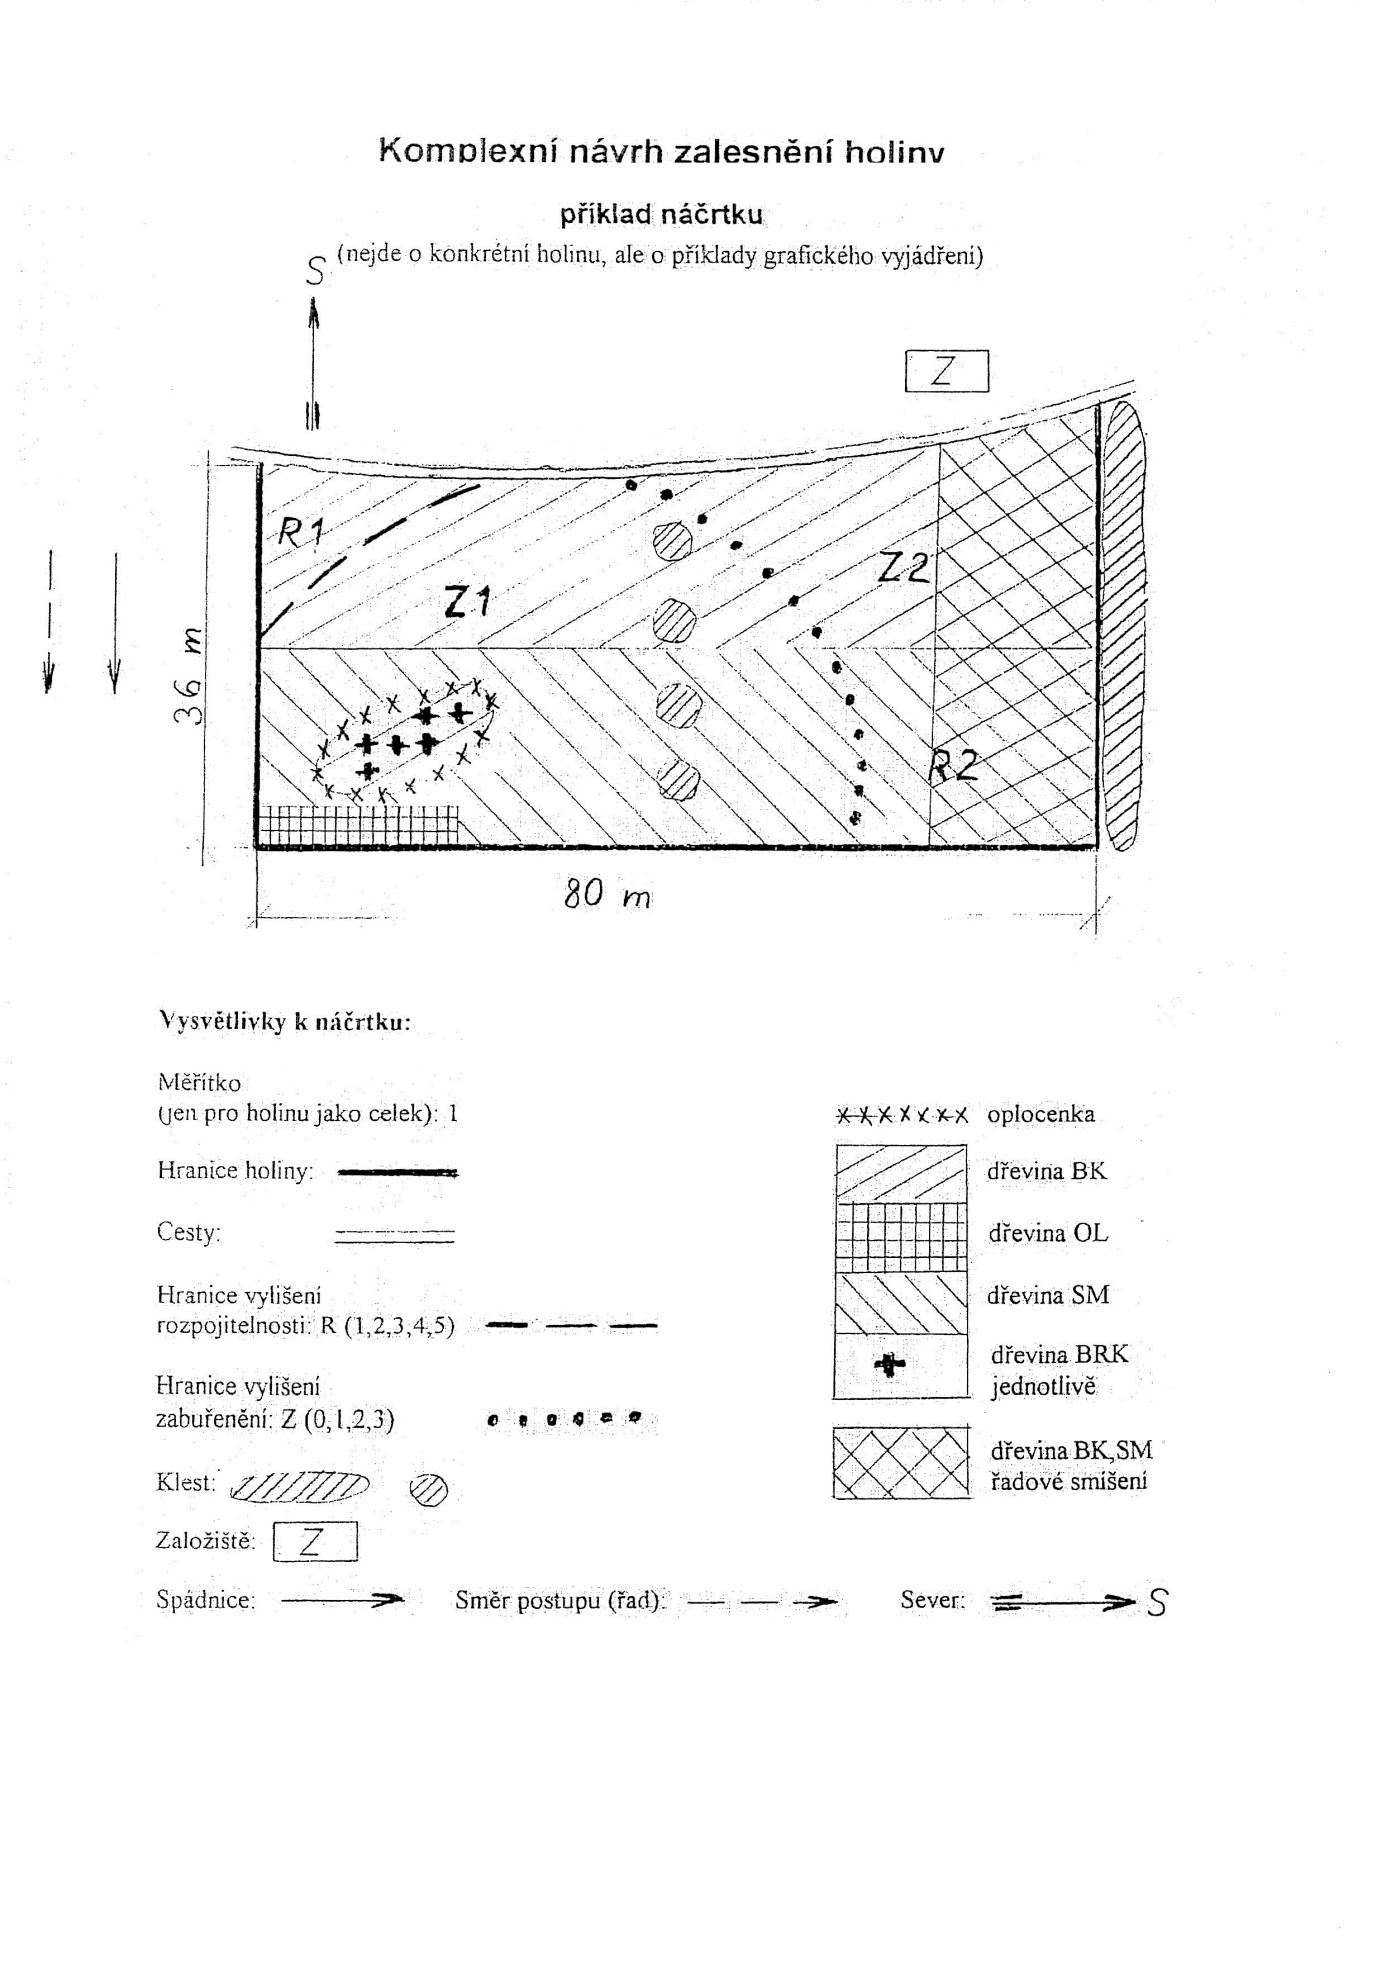 Komplexní návrh zalesnění holiny
příklad náčrtku
(nejde o konkrétní holinu, ale o příklady grafického vyjádření)
S
Z
R1
Z1
Z2
R2
36 m
80 m
Vysvětlivky k náčrtku:
Měřítko
(jen pro holinu jako celek): 1
Hranice holiny:
Cesty:
Hranice vylišení
rozpojitelnosti: R (1,2,3,4,5)
Hranice vylišení
zabuřenění: Z (0,1,2,3)
Klest:
Založiště: Z
oplocenka
dřevina BK
dřevina OL
dřevina SM
dřevina BRK
jednotlivě
dřevina BK,SM
řadové smíšení
Spádnice: Směr postupu (řad): Sever: S